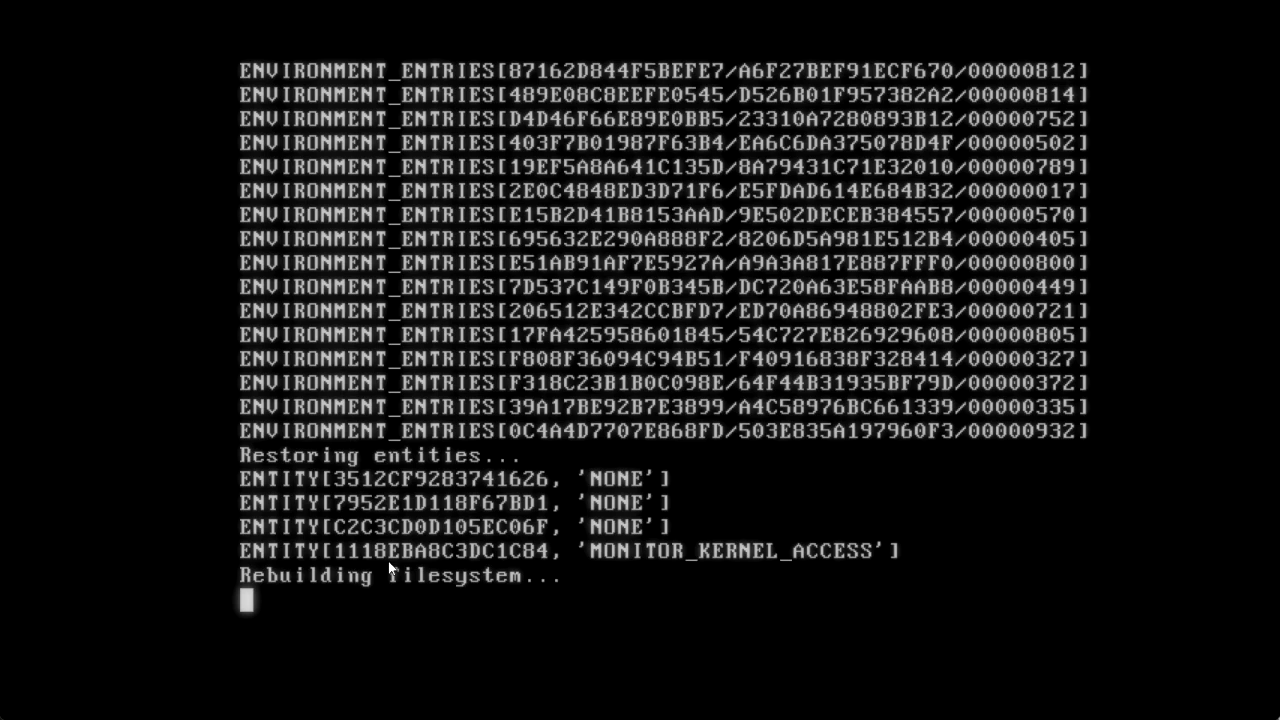 ENVIRONMENT_ENTRIES[87162D844F5BEFE7/A6F27BEF91ECF670/00000812]
ENVIRONMENT_ENTRIES[489E08C8EEFE0545/D526B01F957382A2/00000814]
ENVIRONMENT_ENTRIES[D4D46F66E89E0BB5/23310A7280893B12/00000752]
ENVIRONMENT_ENTRIES[403F7B01987F63B4/EA6C6DA375078D4F/00000502]
ENVIRONMENT_ENTRIES[19EF5A8A641C135D/8A79431C71E32010/00000789]
ENVIRONMENT_ENTRIES[2E0C4848ED3D71F6/E5FDAD614E684B32/00000017]
ENVIRONMENT_ENTRIES[E15B2D41B8153AAD/9E502DECEB384557/00000570]
ENVIRONMENT_ENTRIES[695632E290A888F2/8206D5A981E512B4/00000405]
ENVIRONMENT_ENTRIES[E51AB91AF7E5927A/A9A3A817E887FFF0/00000800]
ENVIRONMENT_ENTRIES[7D537C149F0B345B/DC720A63E58FAAB8/00000449]
ENVIRONMENT_ENTRIES[206512E342CCBFD7/ED70A86948802FE3/00000721]
ENVIRONMENT_ENTRIES[17FA425958601845/54C727E826929608/00000805]
ENVIRONMENT_ENTRIES[F808F36094C94B51/F40916838F328414/00000327]
ENVIRONMENT_ENTRIES[F318C23B1B0C098E/64F44B31935BF79D/00000372]
ENVIRONMENT_ENTRIES[39A17BE92B7E3899/A4C58976BC661339/00000335]
ENVIRONMENT_ENTRIES[0C4A4D7707E868FD/503E835A197960F3/00000932]
Restoring entities...
ENTITY[3512CF9283741626, 'NONE']
ENTITY[7952E1D118F67BD1, 'NONE']
ENTITY[C2C3CD0D105EC06F, 'NONE']
ENTITY[1118EBA8C3DC1C84, 'MONITOR_KERNEL_ACCESS']
Rebuilding filesystem...